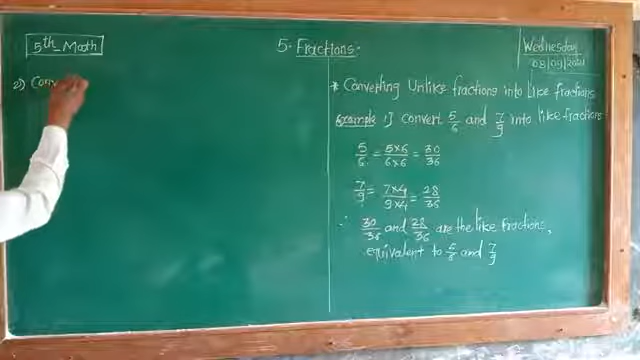 5th Math
5. Fractions:
Wednesday
08/09/2021
2) Conv
* Converting Unlike fractions into Like fractions
Example 1] Convert 5/6 and 7/9 into like fractions
5/6 = 5×6/6×6 = 30/36
7/9 = 7×4/9×4 = 28/36
∴ 30/36 and 28/36 are the like fractions,
equivalent to 5/6 and 7/9